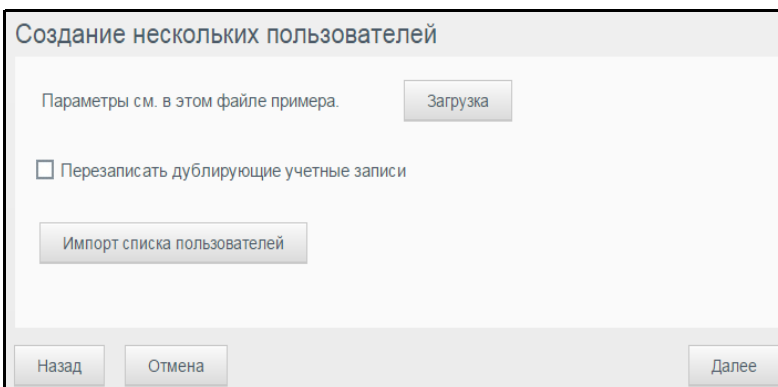 Создание нескольких пользователей
Параметры см. в этом файле примера. Загрузка
Перезаписать дублирующие учетные записи
Импорт списка пользователей
Назад Отмена Далее